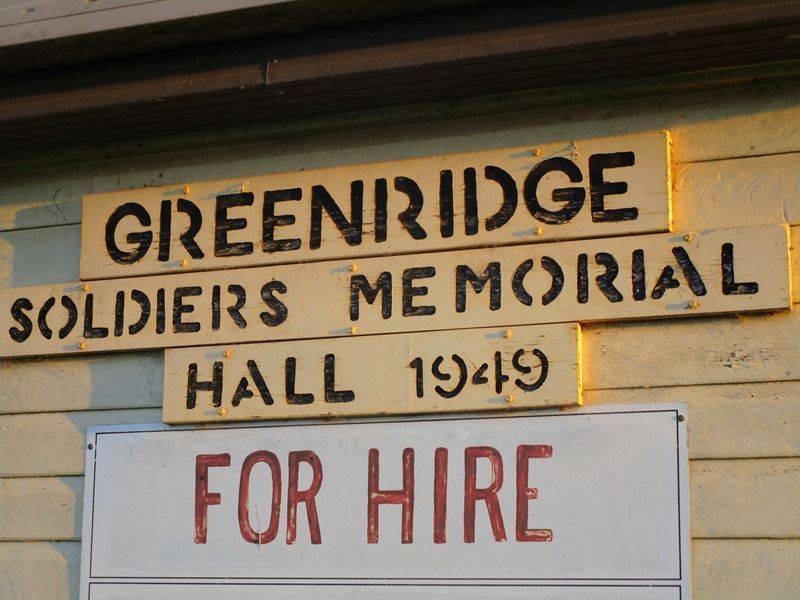 GREENRIDGE
SOLDIERS MEMORIAL
HALL 1949
FOR HIRE